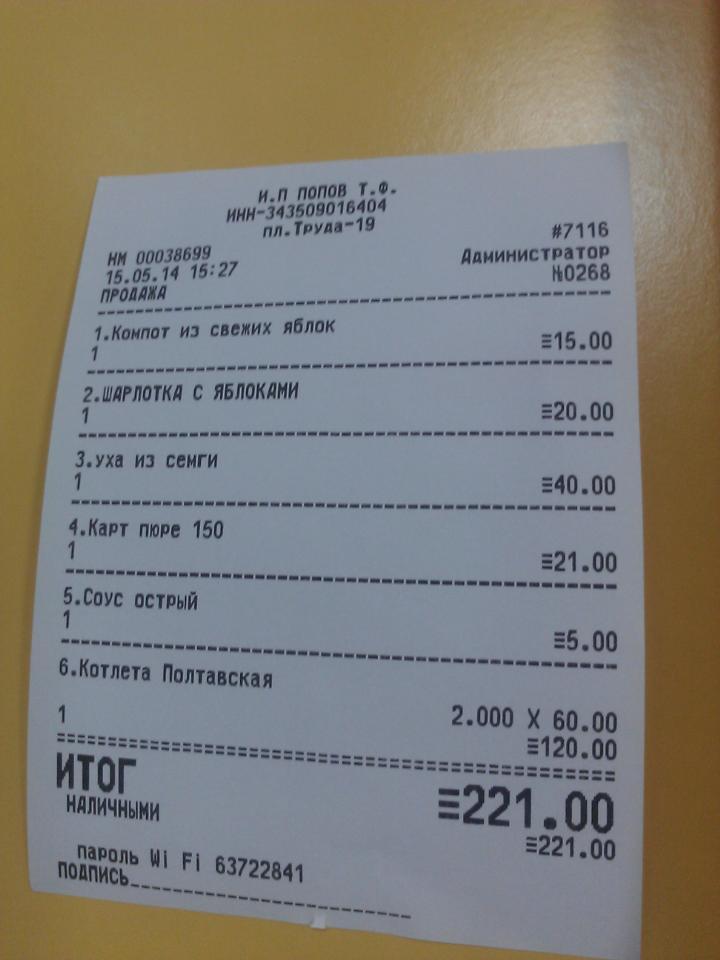 И.П ПОПОВ Т.Ф.
ИНН-343509016404
пл.Труда-19
#7116
НМ 00038699 Администратор
15.05.14 15:27 №0268
ПРОДАЖА
1.Компот из свежих яблок
1 ≡15.00
2.ШАРЛОТКА С ЯБЛОКАМИ
1 ≡20.00
3.уха из семги
1 ≡40.00
4.Карт пюре 150
1 ≡21.00
5.Соус острый
1 ≡5.00
6.Котлета Полтавская
2.000 X 60.00
1 ≡120.00
ИТОГ ≡221.00
НАЛИЧНЫМИ ≡221.00
пароль Wi Fi 63722841
ПОДПИСЬ